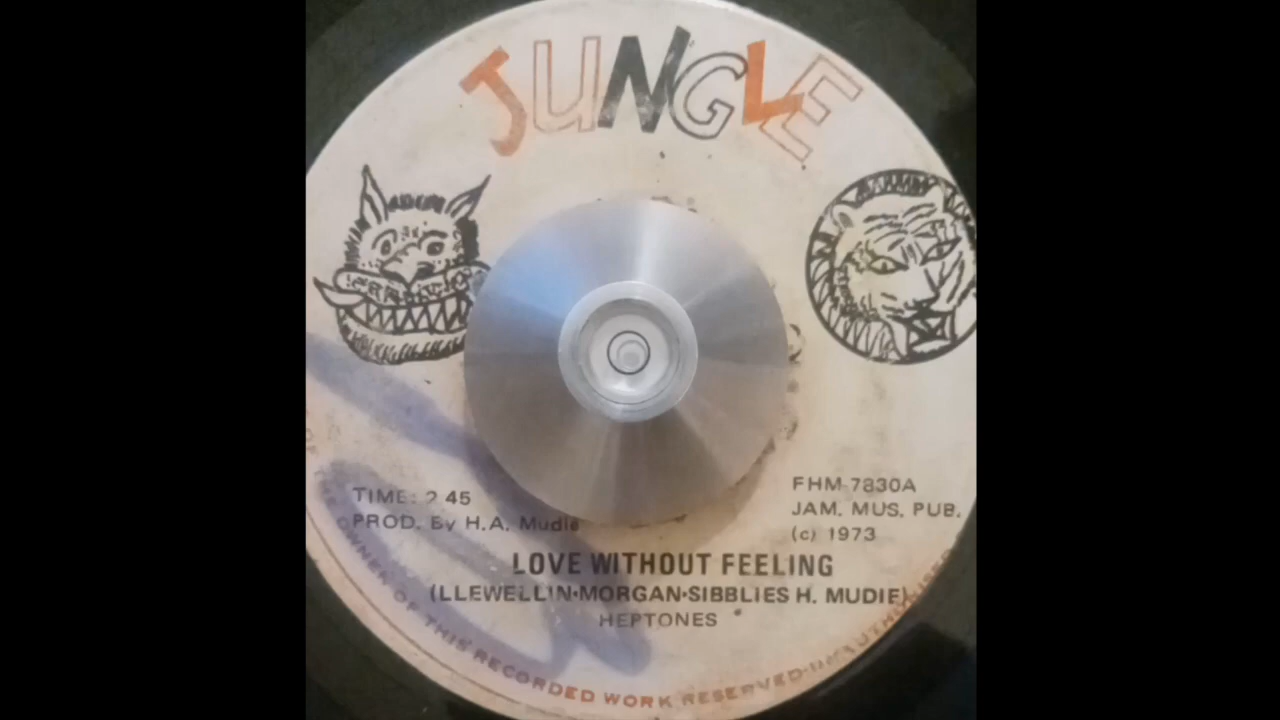 JUNGLE
TIME: 2 45
PROD. By H.A. Mudie
FHM-7830A
JAM. MUS. PUB.
(c) 1973
LOVE WITHOUT FEELING
(LLEWELLIN·MORGAN·SIBBLIES H. MUDIE)
HEPTONES
OWNER OF THIS RECORDED WORK RESERVED·UNAUTHORISED